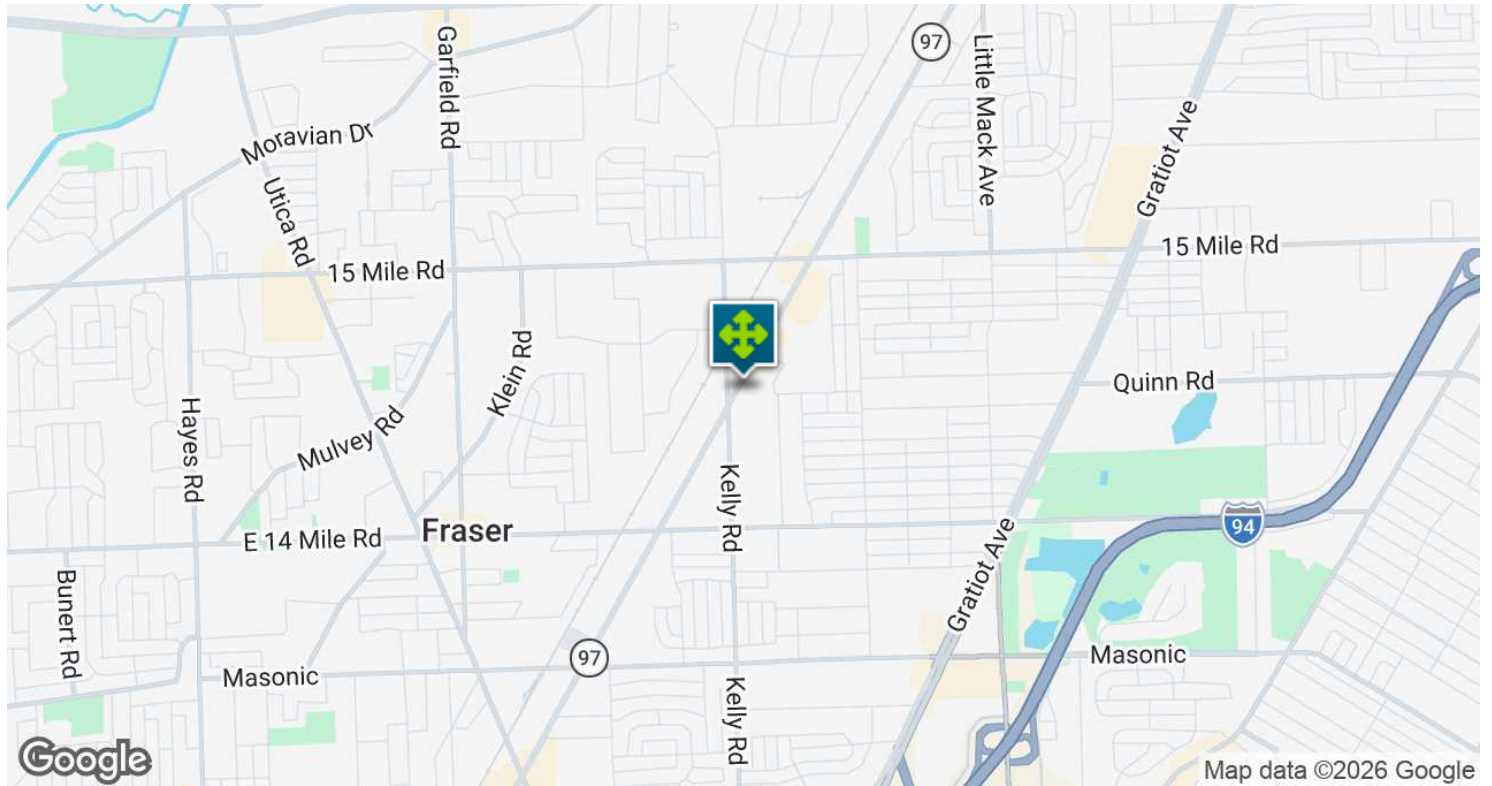 97
Garfield Rd
Little Mack Ave
Gratiot Ave
Moravian Dr
Utica Rd
15 Mile Rd
15 Mile Rd
Klein Rd
Quinn Rd
Hayes Rd
Mulvey Rd
Kelly Rd
E 14 Mile Rd
Fraser
94
Gratiot Ave
Bunert Rd
Masonic
97
Masonic
Kelly Rd
Google
Map data ©2026 Google